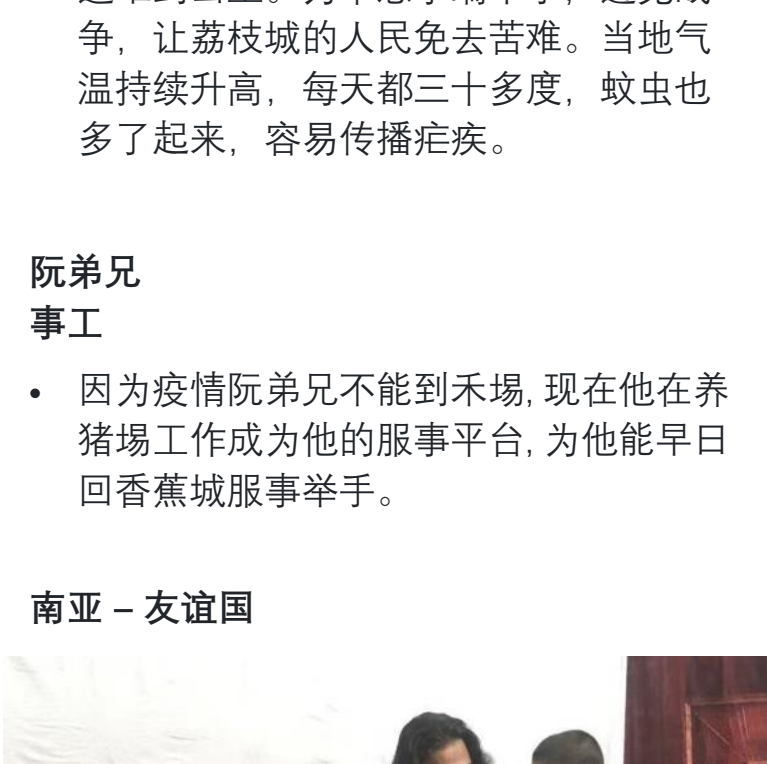 争，让荔枝城的人民免去苦难。当地气
温持续升高，每天都三十多度，蚊虫也
多了起来，容易传播疟疾。
阮弟兄
事工
• 因为疫情阮弟兄不能到禾埸, 现在他在养
猪埸工作成为他的服事平台, 为他能早日
回香蕉城服事举手。
南亚 – 友谊国